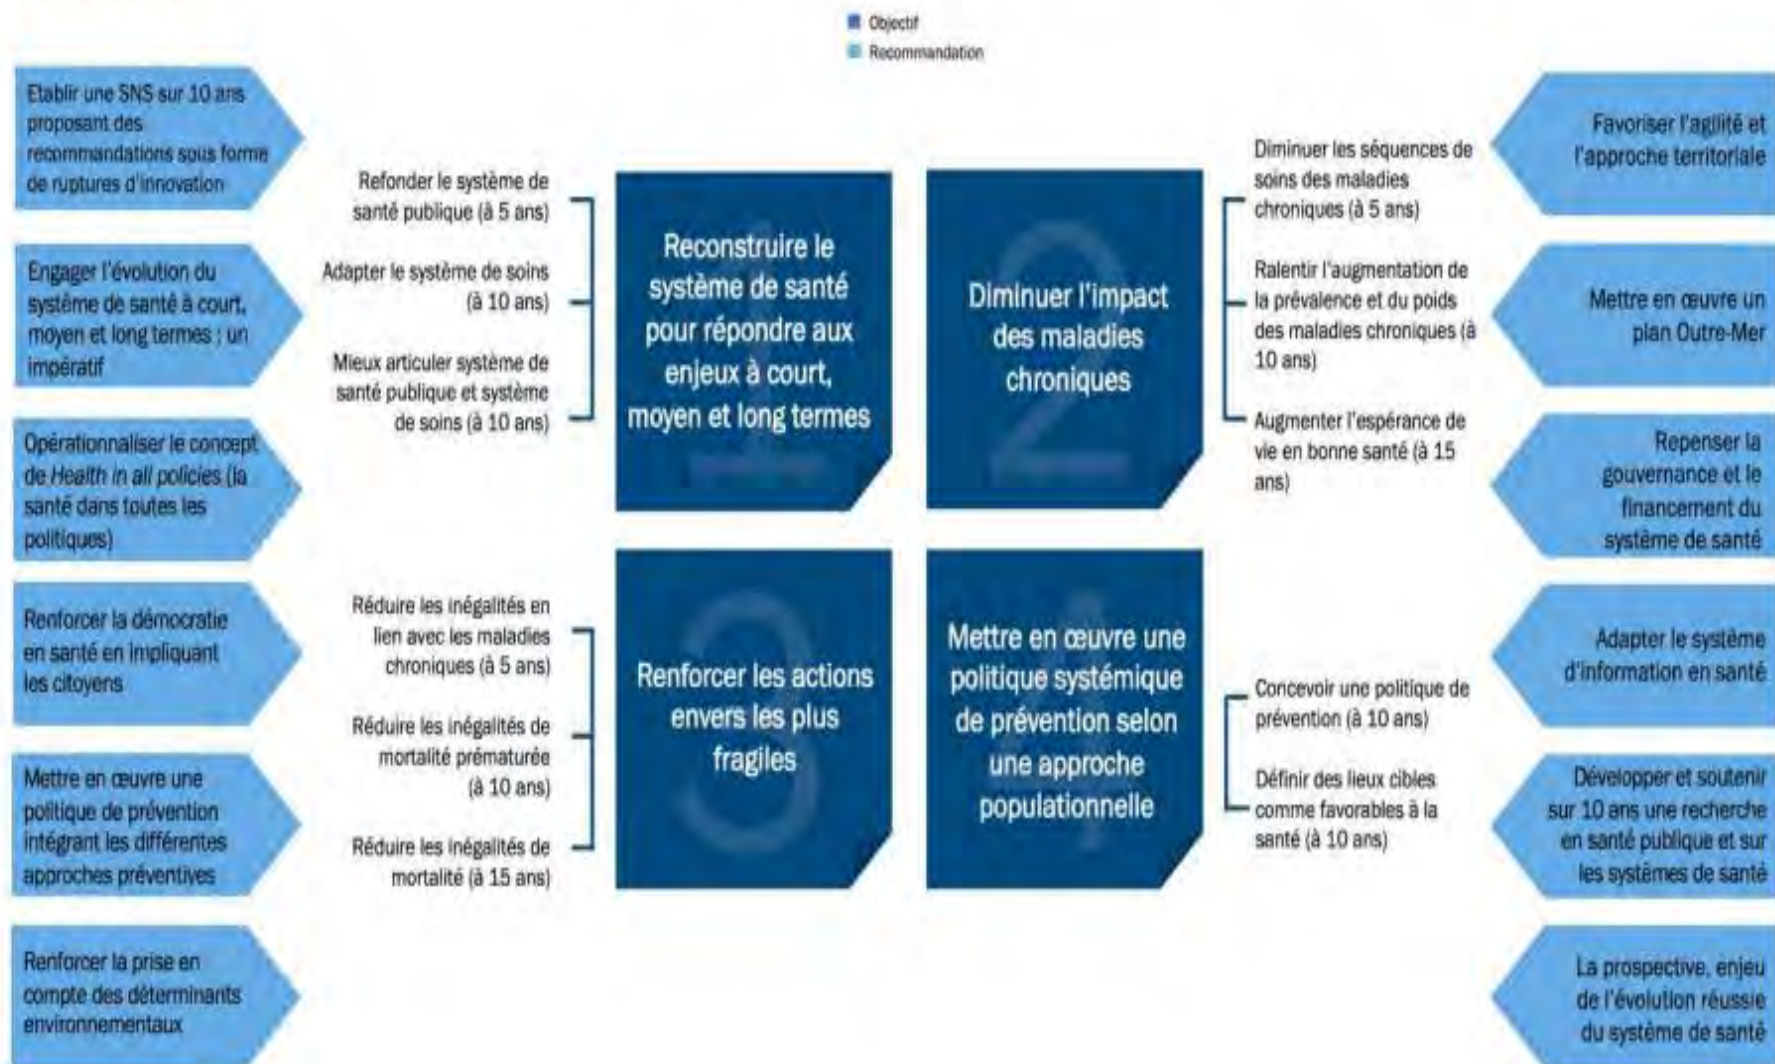 Objectif
Recommandation
Etablir une SNS sur 10 ans
proposant des
recommandations sous forme
de ruptures d'innovation
Engager l'évolution du
système de santé à court,
moyen et long termes ; un
impératif
Opérationnaliser le concept
de Health in all policies (la
santé dans toutes les
politiques)
Renforcer la démocratie
en santé en impliquant
les citoyens
Mettre en œuvre une
politique de prévention
intégrant les différentes
approches préventives
Renforcer la prise en
compte des déterminants
environnementaux
Refonder le système de
santé publique (à 5 ans)
Adapter le système de soins
(à 10 ans)
Mieux articuler système de
santé publique et système
de soins (à 10 ans)
1
Reconstruire le
système de santé
pour répondre aux
enjeux à court,
moyen et long termes
2
Diminuer l'impact
des maladies
chroniques
Diminuer les séquences de
soins des maladies
chroniques (à 5 ans)
Ralentir l'augmentation de
la prévalence et du poids
des maladies chroniques (à
10 ans)
Augmenter l'espérance de
vie en bonne santé (à 15
ans)
Réduire les inégalités en
lien avec les maladies
chroniques (à 5 ans)
Réduire les inégalités de
mortalité prématurée
(à 10 ans)
Réduire les inégalités de
mortalité (à 15 ans)
3
Renforcer les actions
envers les plus
fragiles
4
Mettre en œuvre une
politique systémique
de prévention selon
une approche
populationnelle
Concevoir une politique de
prévention (à 10 ans)
Définir des lieux cibles
comme favorables à la
santé (à 10 ans)
Favoriser l'agilité et
l'approche territoriale
Mettre en œuvre un
plan Outre-Mer
Repenser la
gouvernance et le
financement du
système de santé
Adapter le système
d'information en santé
Développer et soutenir
sur 10 ans une recherche
en santé publique et sur
les systèmes de santé
La prospective, enjeu
de l'évolution réussie
du système de santé